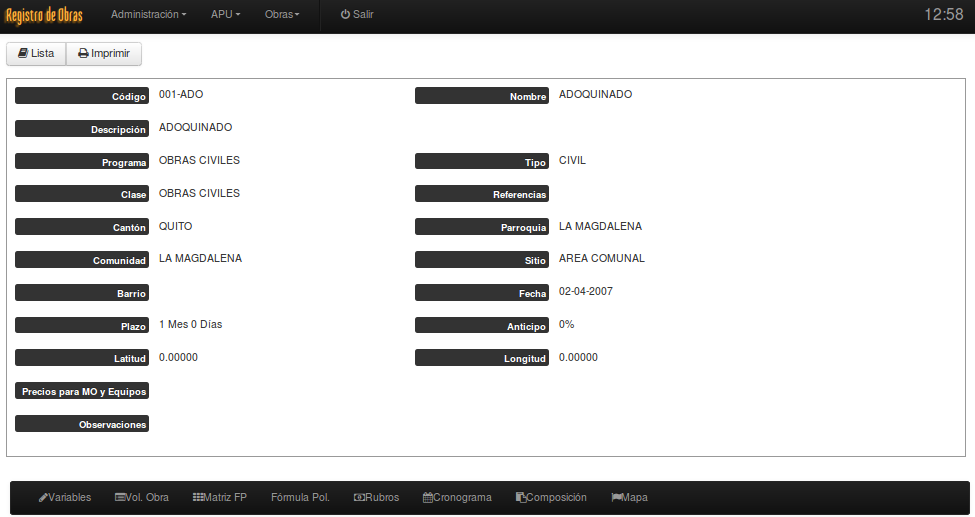 Registro de Obras Administración APU Obras Salir 12:58
Lista Imprimir
Código 001-ADO Nombre ADOQUINADO
Descripción ADOQUINADO
Programa OBRAS CIVILES Tipo CIVIL
Clase OBRAS CIVILES Referencias
Cantón QUITO Parroquia LA MAGDALENA
Comunidad LA MAGDALENA Sitio AREA COMUNAL
Barrio Fecha 02-04-2007
Plazo 1 Mes 0 Días Anticipo 0%
Latitud 0.00000 Longitud 0.00000
Precios para MO y Equipos
Observaciones
Variables Vol. Obra Matriz FP Fórmula Pol. Rubros Cronograma Composición Mapa